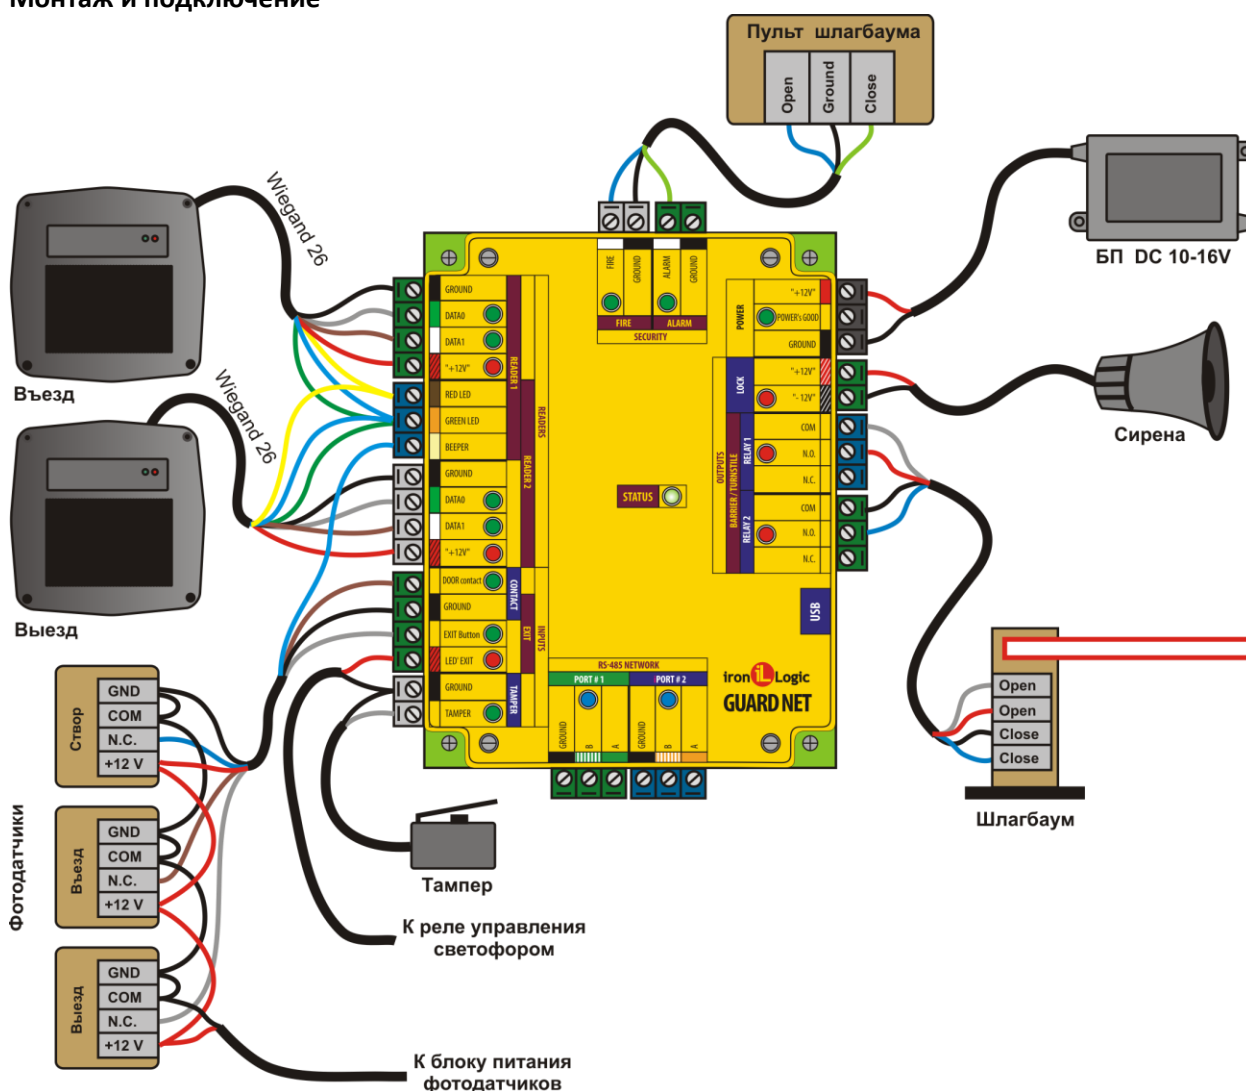 Монтаж и подключение
Пульт шлагбаума
Open
Ground
Close
БП DC 10-16V
Сирена
Wiegand 26
Въезд
Wiegand 26
Выезд
FIRE
GROUND
ALARM
GROUND
FIRE
ALARM
SECURITY
GROUND
DATA0
DATA1
"+12V"
RED LED
GREEN LED
BEEPER
GROUND
DATA0
DATA1
"+12V"
DOOR contact
GROUND
EXIT Button
LED' EXIT
GROUND
TAMPER
READER 1
READER 2
READERS
CONTACT
EXIT
TAMPER
INPUTS
STATUS
"+12V"
POWER's GOOD
GROUND
POWER
"+12V"
"- 12V"
LOCK
COM
N.O.
N.C.
COM
N.O.
N.C.
RELAY 1
RELAY 2
BARRIER / TURNSTILE
OUTPUTS
USB
RS-485 NETWORK
PORT # 1
PORT # 2
GROUND
B
A
GROUND
B
A
iron iL Logic
GUARD NET
Open
Open
Close
Close
Шлагбаум
Фотодатчики
Створ
GND
COM
N.C.
+12 V
Въезд
GND
COM
N.C.
+12 V
Выезд
GND
COM
N.C.
+12 V
Тампер
К реле управления
светофором
К блоку питания
фотодатчиков